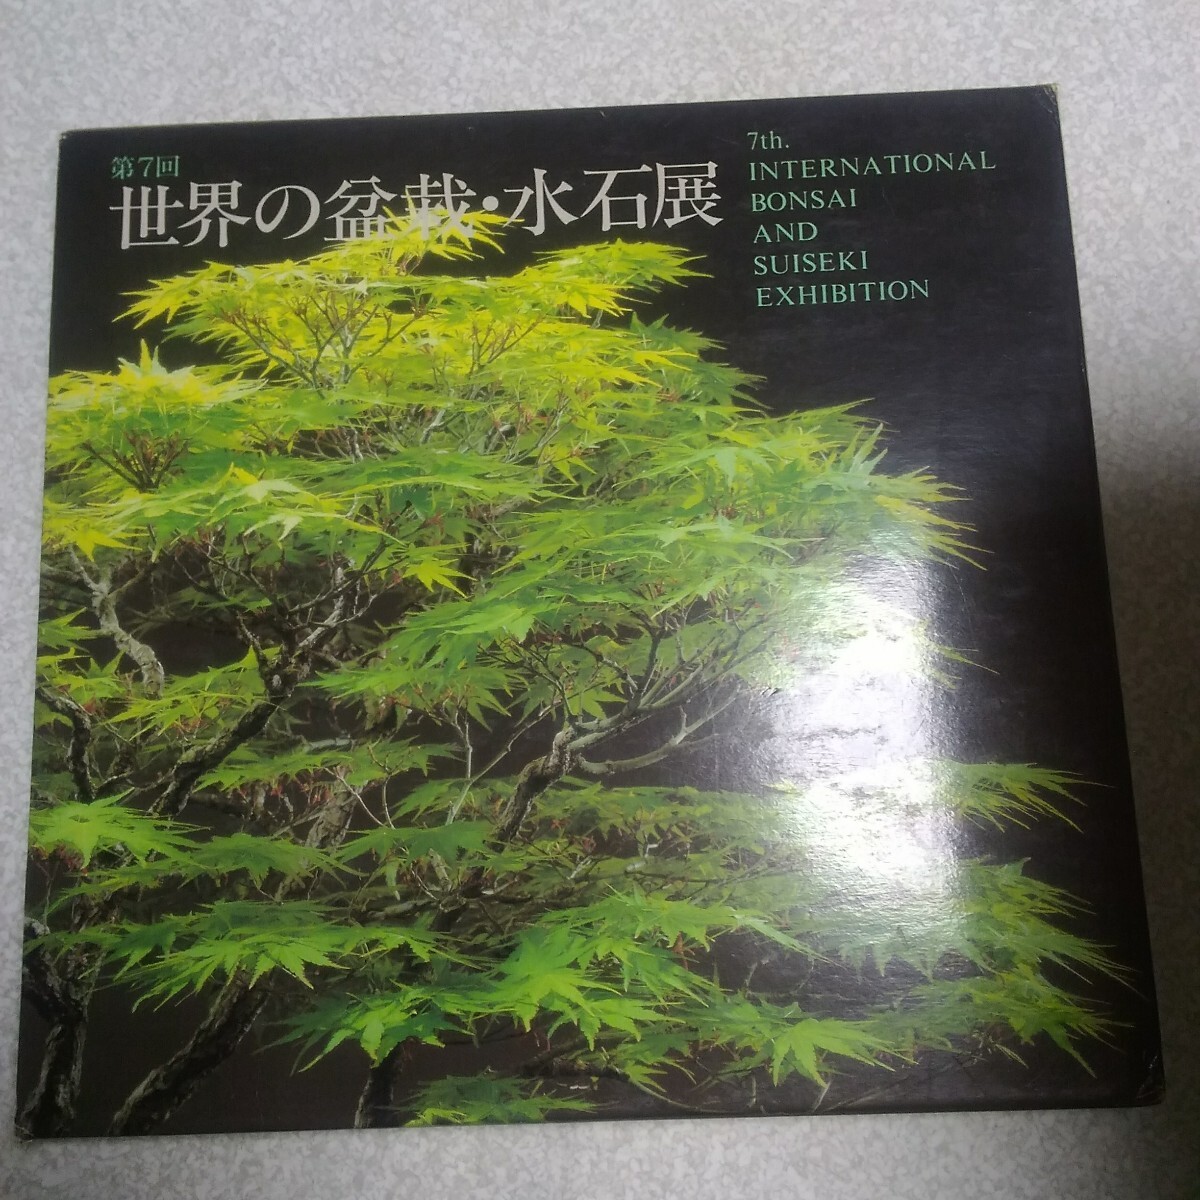 第7回
世界の盆栽・水石展
7th.
INTERNATIONAL
BONSAI
AND
SUISEKI
EXHIBITION